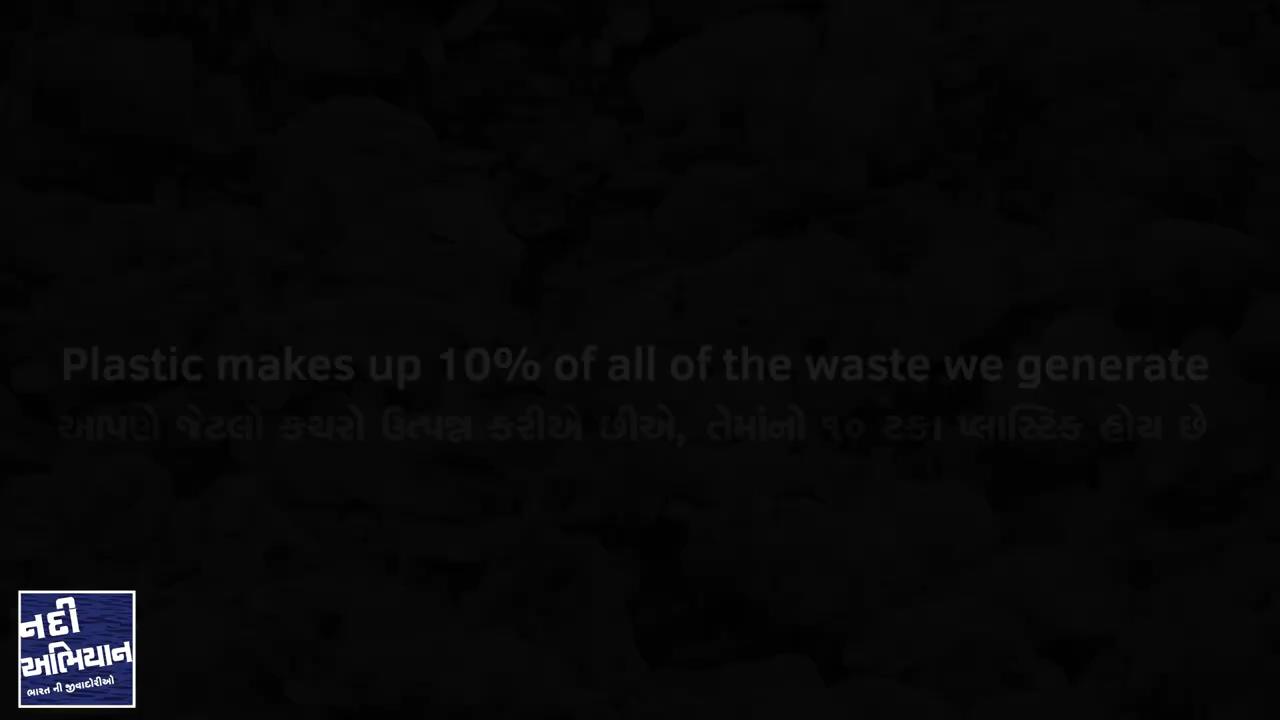 Plastic makes up 10% of all of the waste we generate
આપણે જેટલો કચરો ઉત્પન્ન કરીએ છીએ, તેમાંનો ૧૦ ટકા પ્લાસ્ટિક હોય છે
નદી
અભિયાન
ભારત ની જીવાદોરીઓ